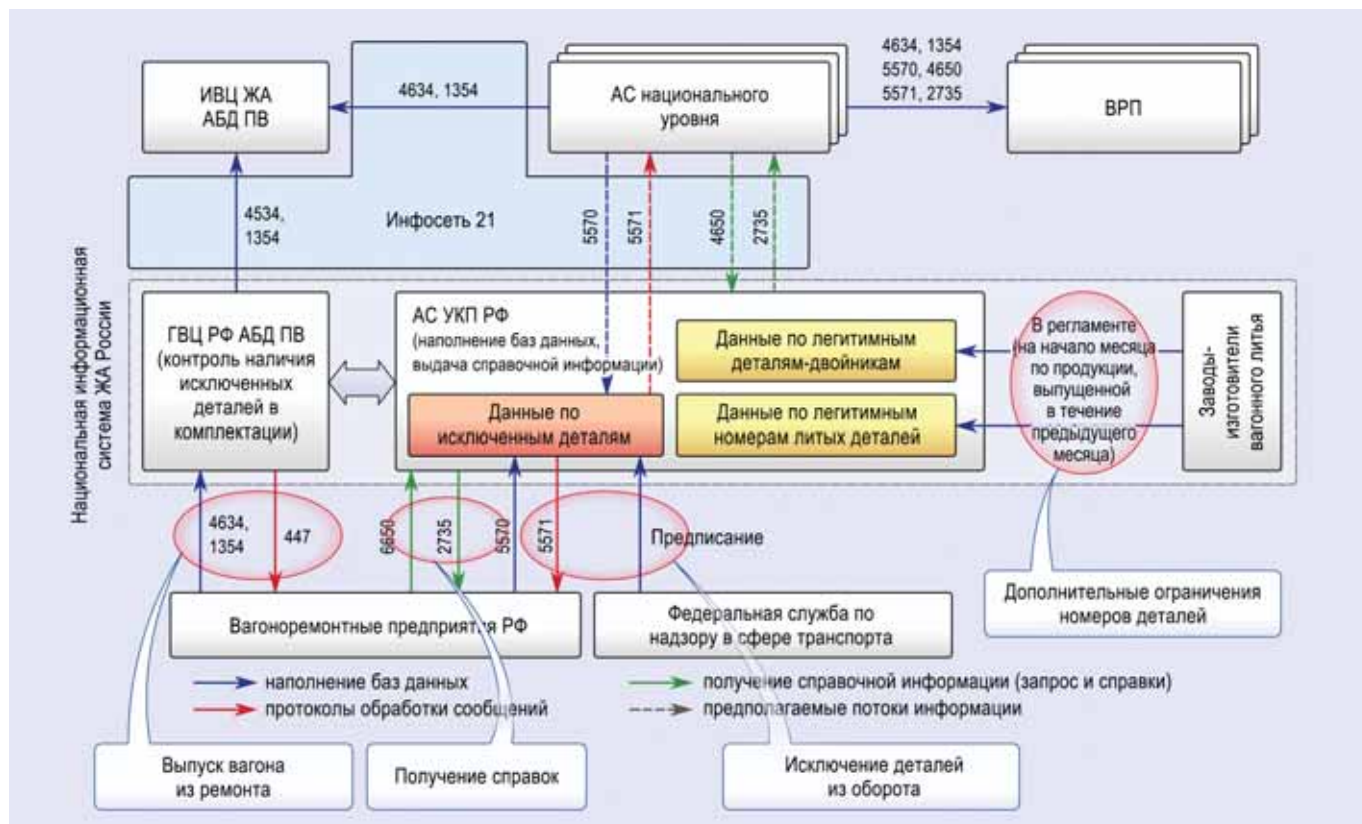 ИВЦ ЖА
АБД ПВ
4634, 1354
АС национального
уровня
4634, 1354
5570, 4650
5571, 2735
ВРП
4534,
1354
Инфосеть 21
5570
5571
4650
2735
Национальная информационная
система ЖА России
ГВЦ РФ АБД ПВ
(контроль наличия
исключенных
деталей в
комплектации)
АС УКП РФ
(наполнение баз данных,
выдача справочной информации)
Данные по
исключенным деталям
Данные по легитимным
деталям-двойникам
Данные по легитимным
номерам литых деталей
В регламенте
(на начало месяца
по продукции,
выпущенной
в течение
предыдущего
месяца)
Заводы-
изготовители
вагонного литья
4634,
1354
447
6650
2735
5570
5571
Предписание
Вагоноремонтные предприятия РФ
Федеральная служба по
надзору в сфере транспорта
Дополнительные ограничения
номеров деталей
наполнение баз данных
получение справочной информации (запрос и справки)
протоколы обработки сообщений
предполагаемые потоки информации
Выпуск вагона
из ремонта
Получение справок
Исключение деталей
из оборота